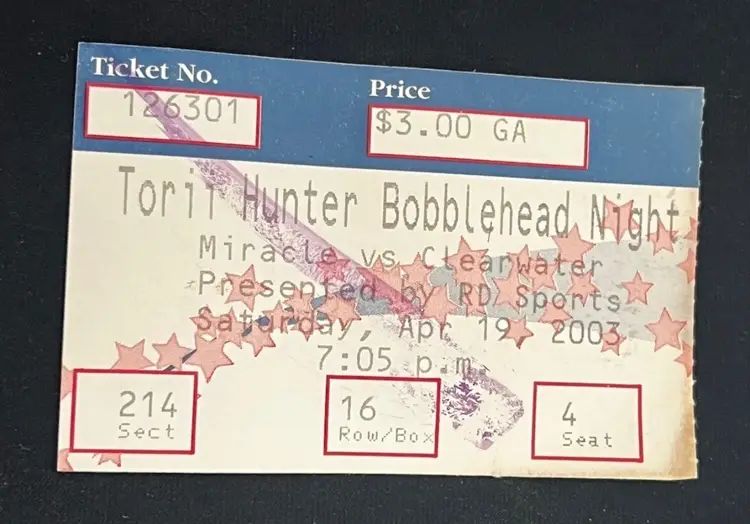 Ticket No.
Price
126301
$3.00 GA
Torii Hunter Bobblehead Night
Miracle vs Clearwater
Presented by RD Sports
Saturday, Apr 19, 2003
7:05 p.m.
214
16
4
Sect
Row/Box
Seat